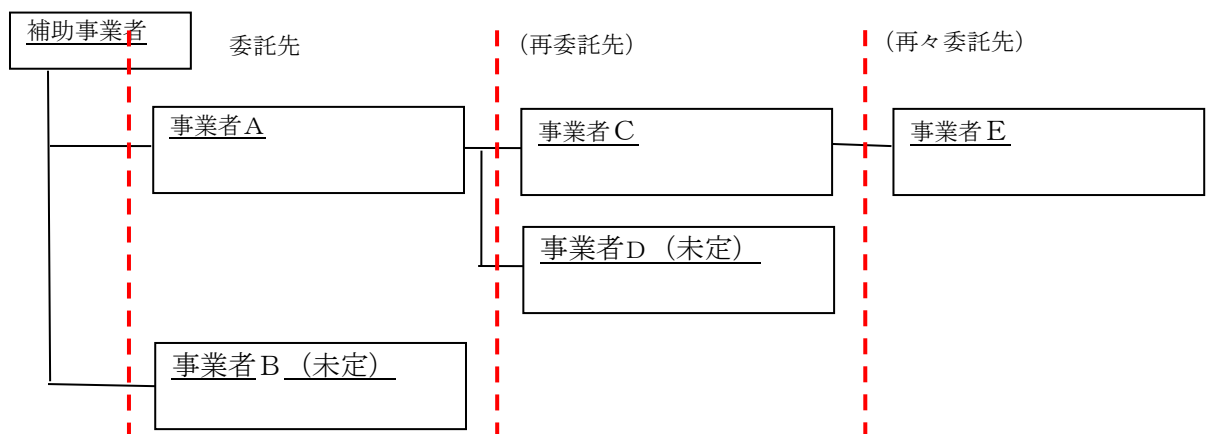 補助事業者
委託先
（再委託先）
（再々委託先）
事業者Ａ
事業者Ｃ
事業者Ｅ
事業者D（未定）
事業者Ｂ（未定）